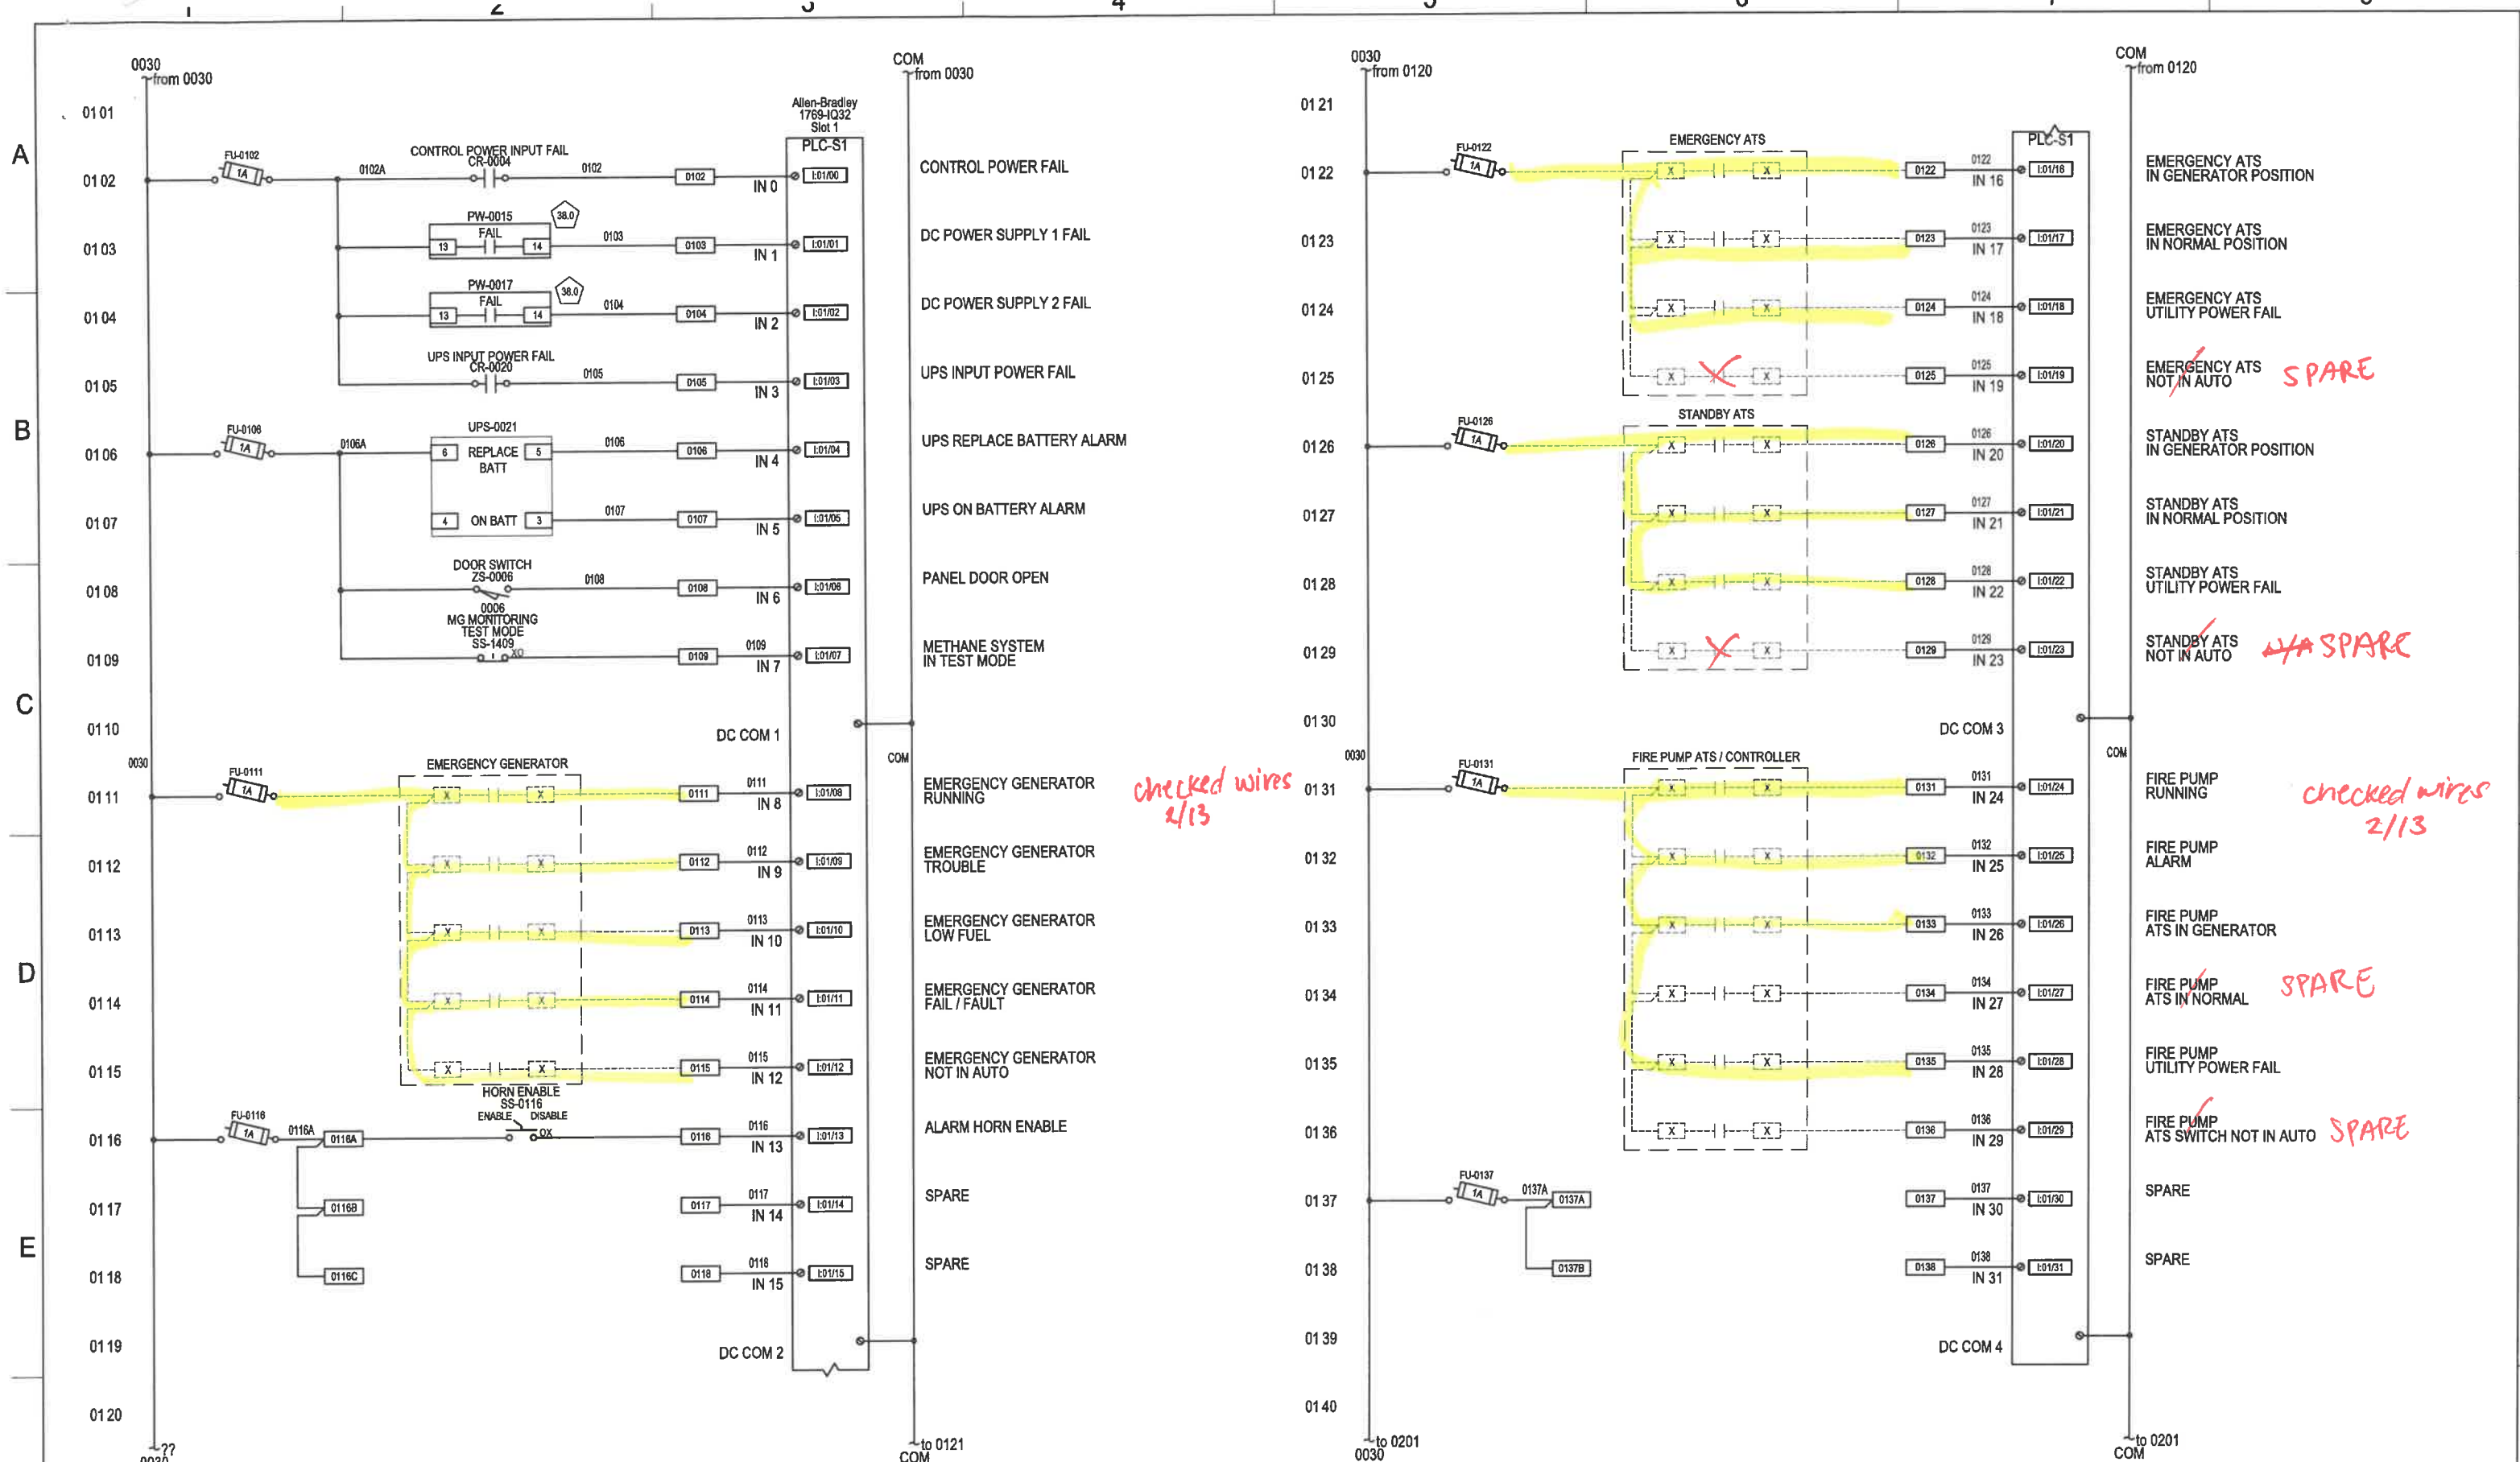 1 2 3 4 5 6 7
0030
from 0030
COM
from 0030
0101
Allen-Bradley
1769-IQ32
Slot 1
PLC-S1
A
0102
FU-0102
1A
0102A
CONTROL POWER INPUT FAIL
CR-0004
0102
0102
IN 0
I:01/00
CONTROL POWER FAIL
0103
PW-0015
38.0
FAIL
13
14
0103
0103
IN 1
I:01/01
DC POWER SUPPLY 1 FAIL
0104
PW-0017
38.0
FAIL
13
14
0104
0104
IN 2
I:01/02
DC POWER SUPPLY 2 FAIL
0105
UPS INPUT POWER FAIL
CR-0020
0105
0105
IN 3
I:01/03
UPS INPUT POWER FAIL
B
0106
FU-0106
1A
0106A
UPS-0021
6
REPLACE
BATT
5
0106
0106
IN 4
I:01/04
UPS REPLACE BATTERY ALARM
0107
4
ON BATT
3
0107
0107
IN 5
I:01/05
UPS ON BATTERY ALARM
0108
DOOR SWITCH
ZS-0006
0006
0108
0108
IN 6
I:01/06
PANEL DOOR OPEN
0109
MG MONITORING
TEST MODE
SS-1409
XO
0109
0109
IN 7
I:01/07
METHANE SYSTEM
IN TEST MODE
C
0110
DC COM 1
0030
COM
0111
FU-0111
1A
EMERGENCY GENERATOR
X X
0111
0111
IN 8
I:01/08
EMERGENCY GENERATOR
RUNNING
checked wires
2/13
0112
X X
0112
0112
IN 9
I:01/09
EMERGENCY GENERATOR
TROUBLE
D
0113
X X
0113
0113
IN 10
I:01/10
EMERGENCY GENERATOR
LOW FUEL
0114
X X
0114
0114
IN 11
I:01/11
EMERGENCY GENERATOR
FAIL / FAULT
0115
X X
0115
0115
IN 12
I:01/12
EMERGENCY GENERATOR
NOT IN AUTO
0116
FU-0116
1A
0116A
0116A
HORN ENABLE
SS-0116
ENABLE DISABLE
OX
0116
0116
IN 13
I:01/13
ALARM HORN ENABLE
E
0117
0116B
0117
0117
IN 14
I:01/14
SPARE
0118
0116C
0118
0118
IN 15
I:01/15
SPARE
0119
DC COM 2
0120
??
0030
to 0121
COM
0030
from 0120
COM
from 0120
0121
PLC-S1
0122
FU-0122
1A
EMERGENCY ATS
X X
0122
0122
IN 16
I:01/16
EMERGENCY ATS
IN GENERATOR POSITION
0123
X X
0123
0123
IN 17
I:01/17
EMERGENCY ATS
IN NORMAL POSITION
0124
X X
0124
0124
IN 18
I:01/18
EMERGENCY ATS
UTILITY POWER FAIL
0125
X X
0125
0125
IN 19
I:01/19
EMERGENCY ATS
NOT IN AUTO
SPARE
0126
FU-0126
1A
STANDBY ATS
X X
0126
0126
IN 20
I:01/20
STANDBY ATS
IN GENERATOR POSITION
0127
X X
0127
0127
IN 21
I:01/21
STANDBY ATS
IN NORMAL POSITION
0128
X X
0128
0128
IN 22
I:01/22
STANDBY ATS
UTILITY POWER FAIL
0129
X X
0129
0129
IN 23
I:01/23
STANDBY ATS
NOT IN AUTO
N/A SPARE
0130
DC COM 3
0030
COM
0131
FU-0131
1A
FIRE PUMP ATS / CONTROLLER
X X
0131
0131
IN 24
I:01/24
FIRE PUMP
RUNNING
checked wires
2/13
0132
X X
0132
0132
IN 25
I:01/25
FIRE PUMP
ALARM
0133
X X
0133
0133
IN 26
I:01/26
FIRE PUMP
ATS IN GENERATOR
0134
X X
0134
0134
IN 27
I:01/27
FIRE PUMP
ATS IN NORMAL
SPARE
0135
X X
0135
0135
IN 28
I:01/28
FIRE PUMP
UTILITY POWER FAIL
0136
X X
0136
0136
IN 29
I:01/29
FIRE PUMP
ATS SWITCH NOT IN AUTO
SPARE
0137
FU-0137
1A
0137A
0137A
0137
0137
IN 30
I:01/30
SPARE
0138
0137B
0138
0138
IN 31
I:01/31
SPARE
0139
DC COM 4
0140
to 0201
0030
to 0201
COM